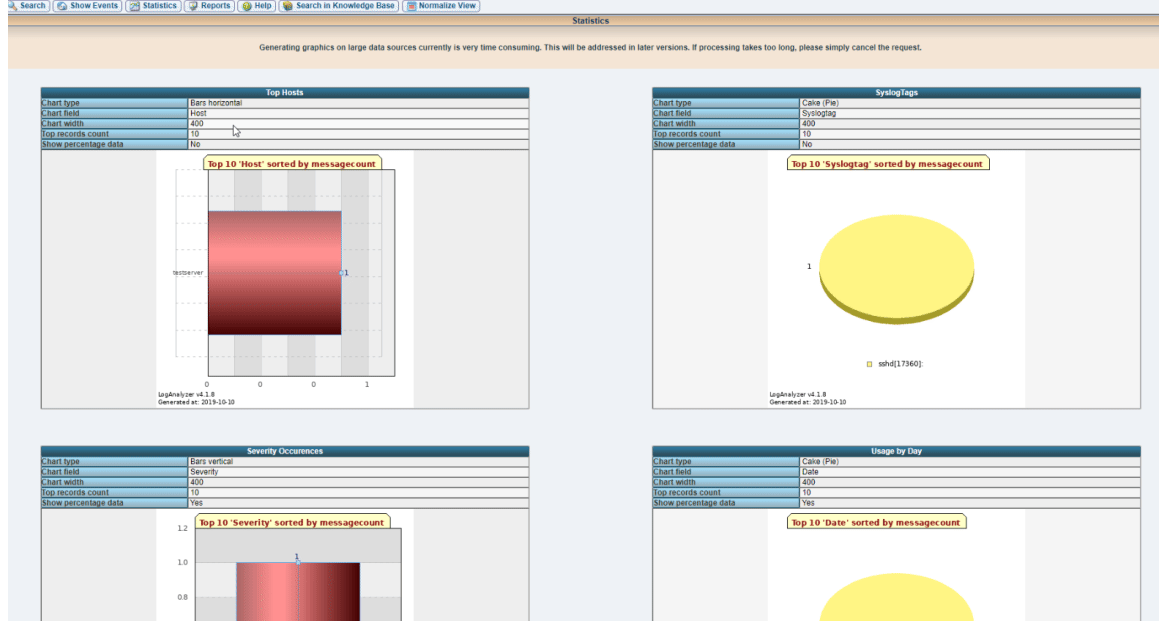 Search Show Events Statistics Reports Help Search in Knowledge Base Normalize View
Statistics
Generating graphics on large data sources currently is very time consuming. This will be addressed in later versions. If processing takes too long, please simply cancel the request.
Top Hosts
Chart type Bars horizontal
Chart field Host
Chart width 400
Top records count 10
Show percentage data No
Top 10 'Host' sorted by messagecount
testserver
1
0 0 0 1
LogAnalyzer v4.1.8
Generated at: 2019-10-10
SyslogTags
Chart type Cake (Pie)
Chart field Syslogtag
Chart width 400
Top records count 10
Show percentage data No
Top 10 'Syslogtag' sorted by messagecount
1
sshd[17360]:
LogAnalyzer v4.1.8
Generated at: 2019-10-10
Severity Occurences
Chart type Bars vertical
Chart field Severity
Chart width 400
Top records count 10
Show percentage data Yes
Top 10 'Severity' sorted by messagecount
1.2
1
1.0
0.8
Usage by Day
Chart type Cake (Pie)
Chart field Date
Chart width 400
Top records count 10
Show percentage data Yes
Top 10 'Date' sorted by messagecount